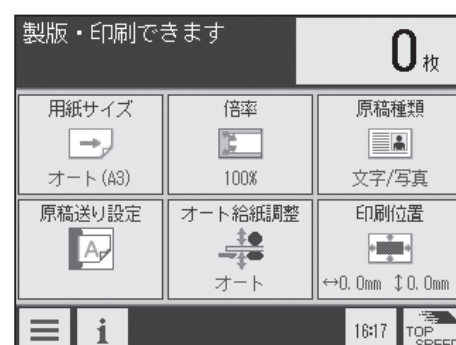 製版・印刷できます
0枚
用紙サイズ
オート(A3)
倍率
100%
原稿種類
文字/写真
原稿送り設定
A
オート給紙調整
オート
印刷位置
↔0.0mm ↕0.0mm
i
16:17
TOP
SPEED